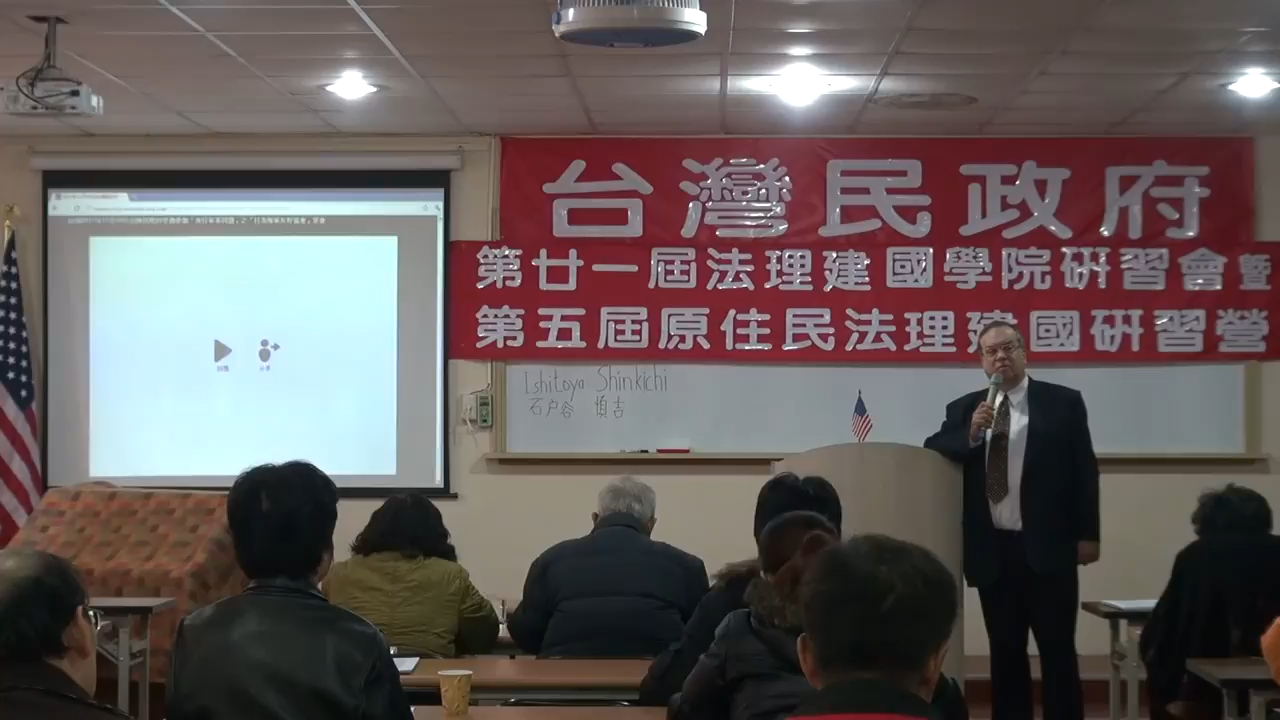 台灣民政府
第廿一屆法理建國學院研習會暨
第五屆原住民法理建國研習營
Ishitoya Shinkichi
石戸谷 慎吉